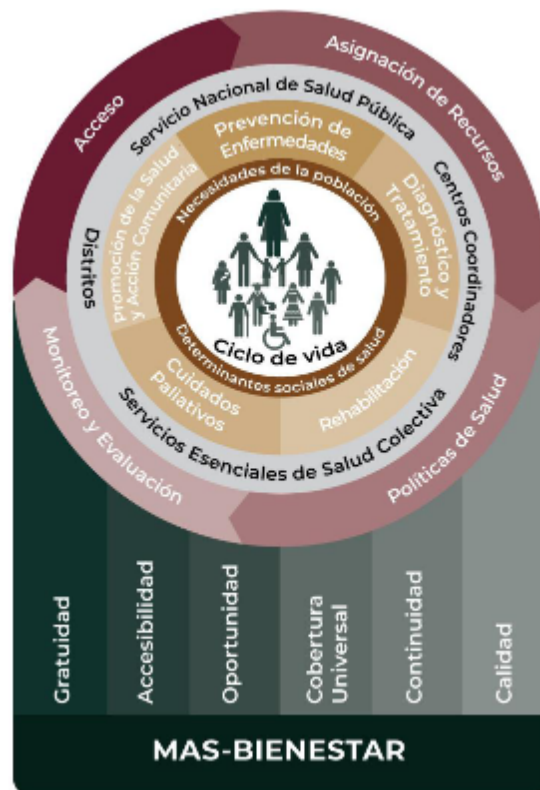 Acceso
Asignación de Recursos
Políticas de Salud
Monitoreo y Evaluación
Servicio Nacional de Salud Pública
Centros Coordinadores
Servicios Esenciales de Salud Colectiva
Distritos
Prevención de
Enfermedades
Diagnóstico y
Tratamiento
Rehabilitación
Cuidados
Paliativos
Promoción de la Salud
y Acción Comunitaria
Necesidades de la población
Determinantos sociales de salud
Ciclo de vida
Gratuidad
Accesibilidad
Oportunidad
Cobertura
Universal
Continuidad
Calidad
MAS-BIENESTAR